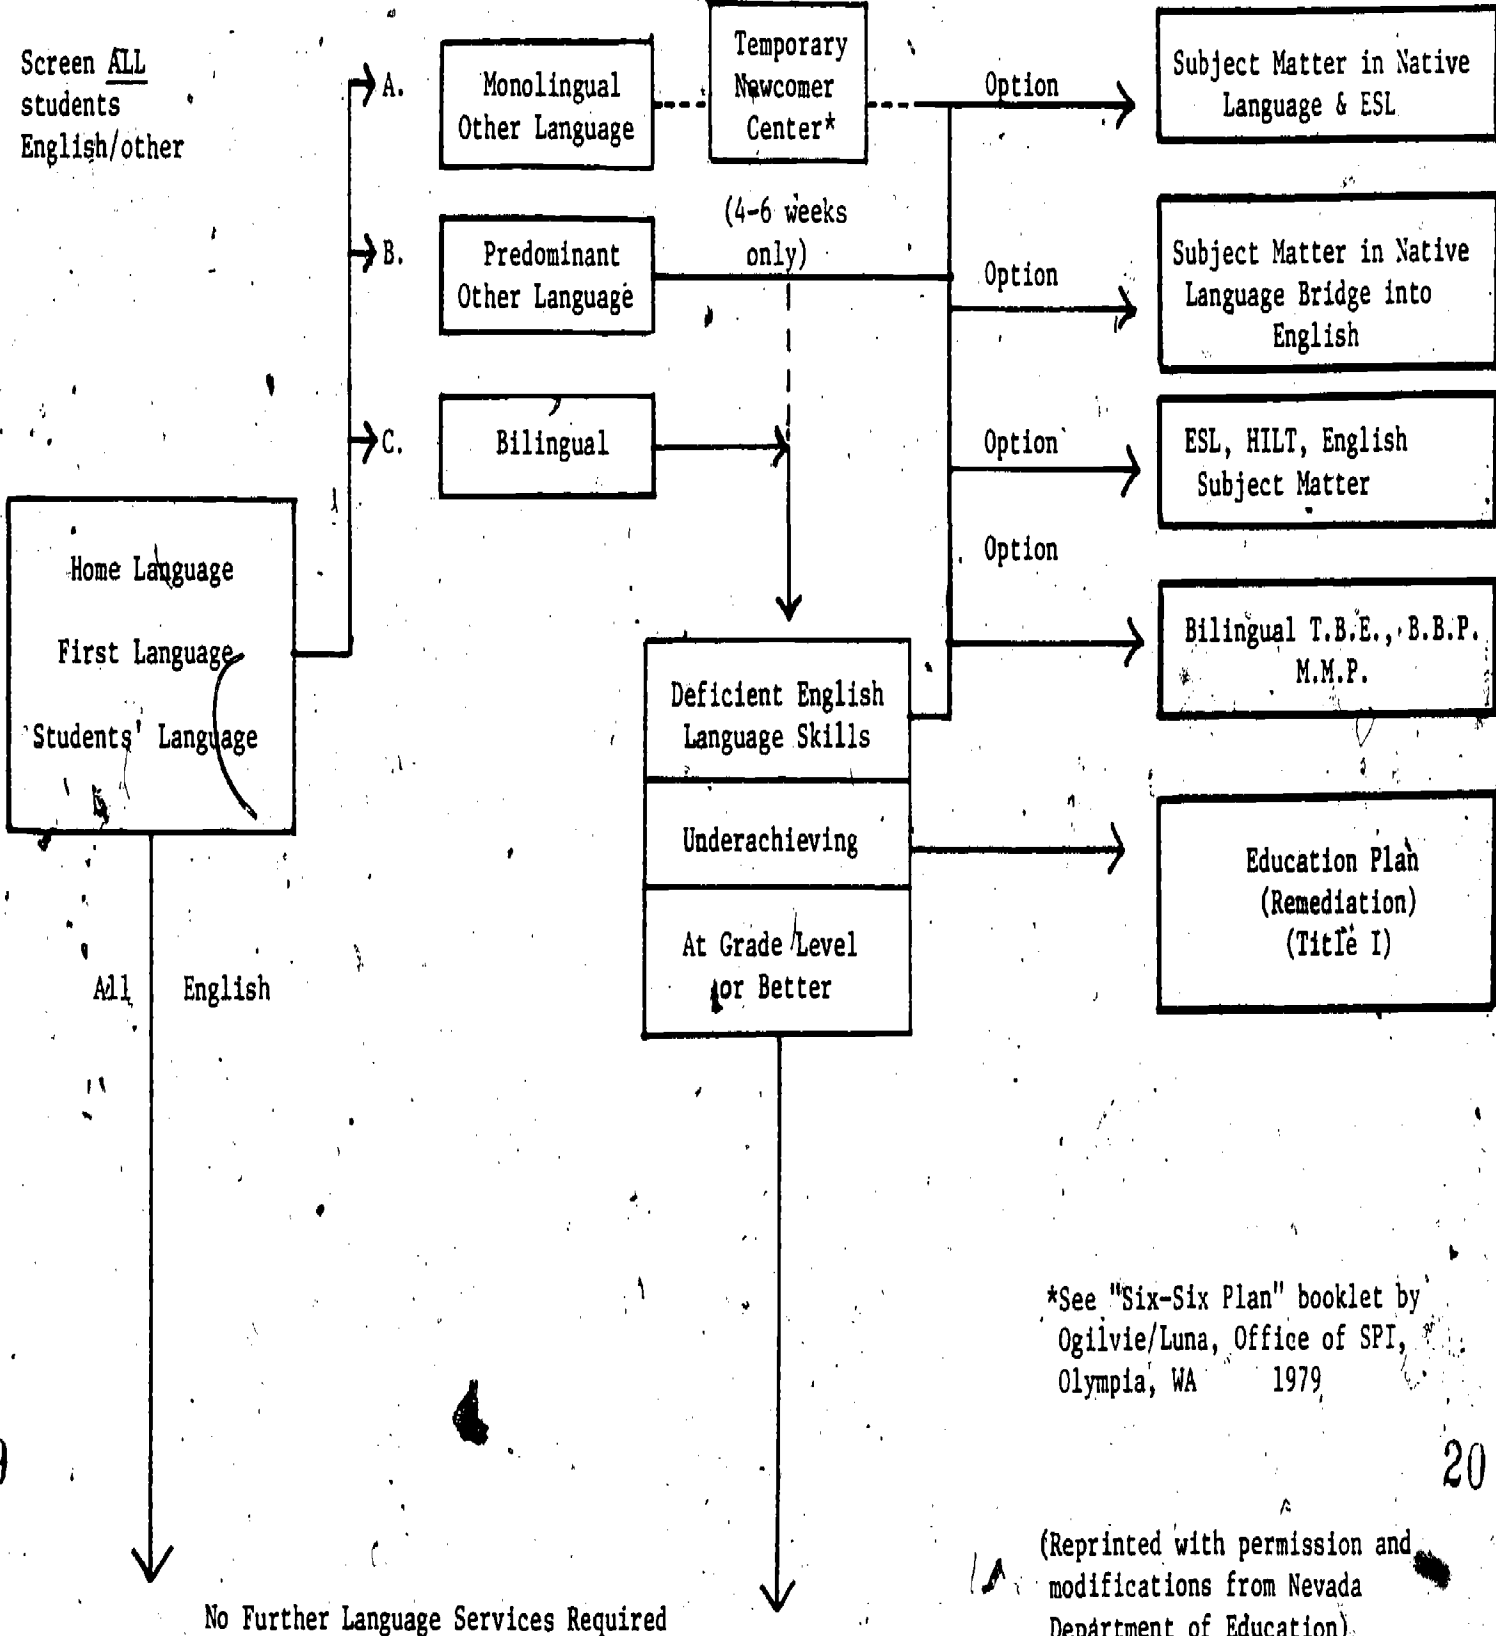 Screen ALL
students
English/other
A.
Monolingual
Other Language
Temporary
Newcomer
Center*
(4-6 weeks
only)
Option
Subject Matter in Native
Language & ESL
B.
Predominant
Other Language
Option
Subject Matter in Native
Language Bridge into
English
C.
Bilingual
Option
ESL, HILT, English
Subject Matter
Option
Bilingual T.B.E., B.B.P.
M.M.P.
Home Language
First Language
Students' Language
Deficient English
Language Skills
Underachieving
At Grade Level
or Better
Education Plan
(Remediation)
(Title I)
All English
*See "Six-Six Plan" booklet by
Ogilvie/Luna, Office of SPI,
Olympia, WA 1979
20
(Reprinted with permission and
modifications from Nevada
Department of Education)
No Further Language Services Required